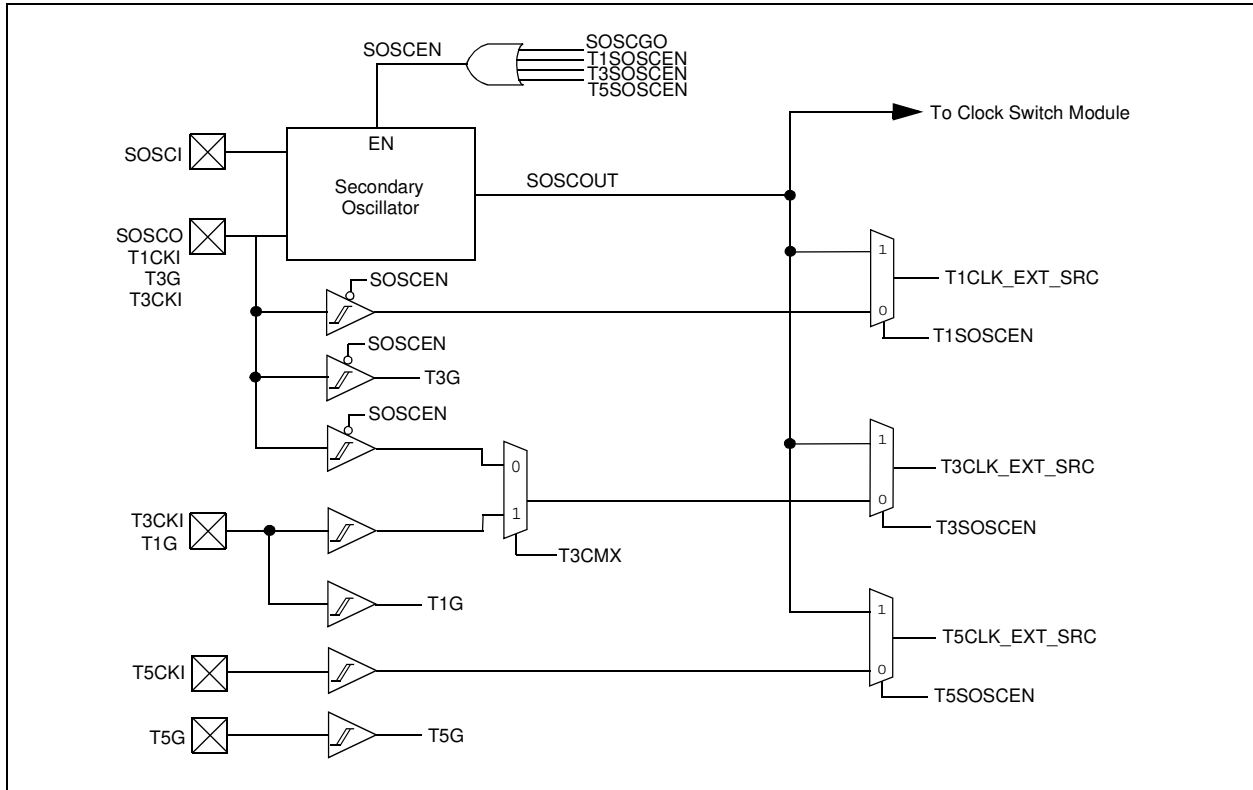 SOSCEN
SOSCGO
T1SOSCEN
T3SOSCEN
T5SOSCEN
To Clock Switch Module
SOSCI
EN
Secondary
Oscillator
SOSCOUT
SOSCO
T1CKI
T3G
T3CKI
SOSCEN
1
0
T1CLK_EXT_SRC
T1SOSCEN
SOSCEN
T3G
SOSCEN
0
1
T3CMX
1
0
T3CLK_EXT_SRC
T3SOSCEN
T3CKI
T1G
T1G
1
0
T5CLK_EXT_SRC
T5SOSCEN
T5CKI
T5G
T5G